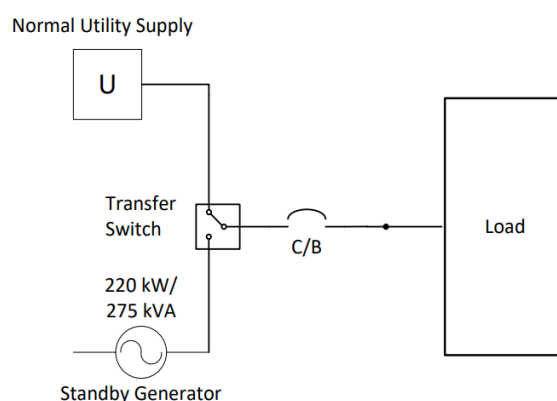 Normal Utility Supply
U
Transfer
Switch
C/B
Load
220 kW/
275 kVA
Standby Generator